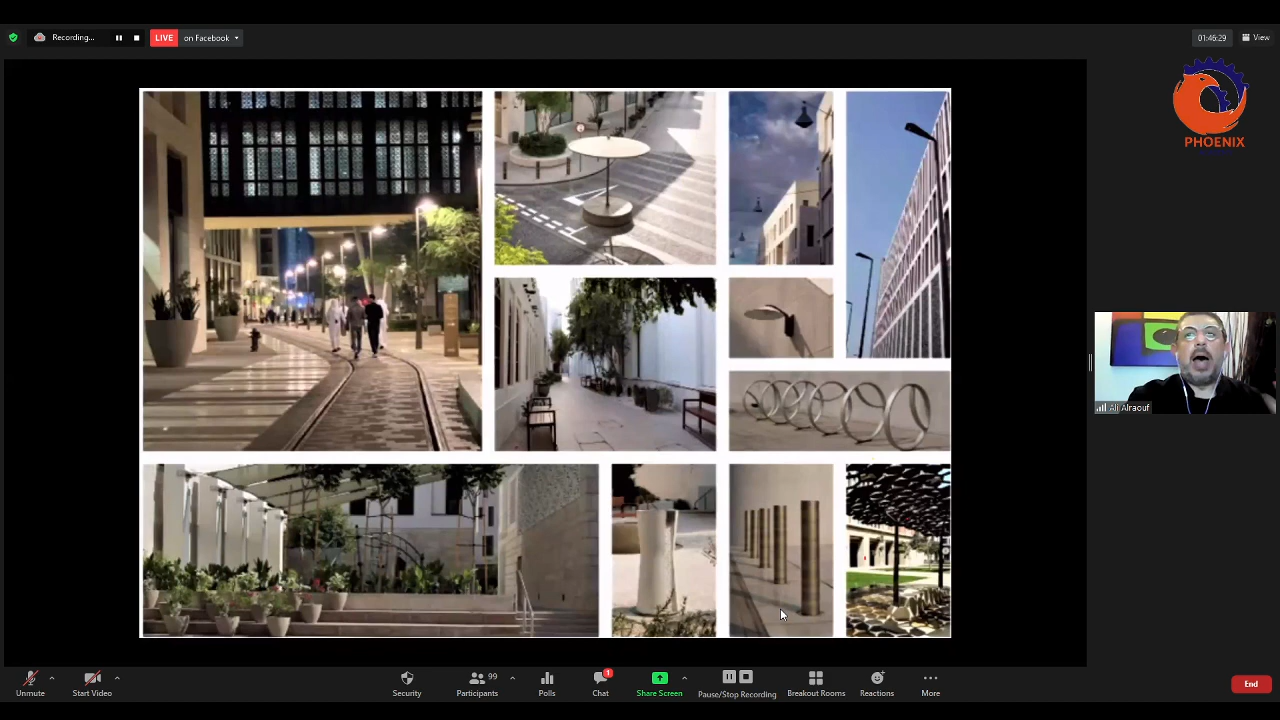 Recording...
LIVE on Facebook
01:46:29
View
PHOENIX
Ali Alraouf
Unmute
Start Video
Security
Participants 99
Polls
Chat 1
Share Screen
Pause/Stop Recording
Breakout Rooms
Reactions
More
End